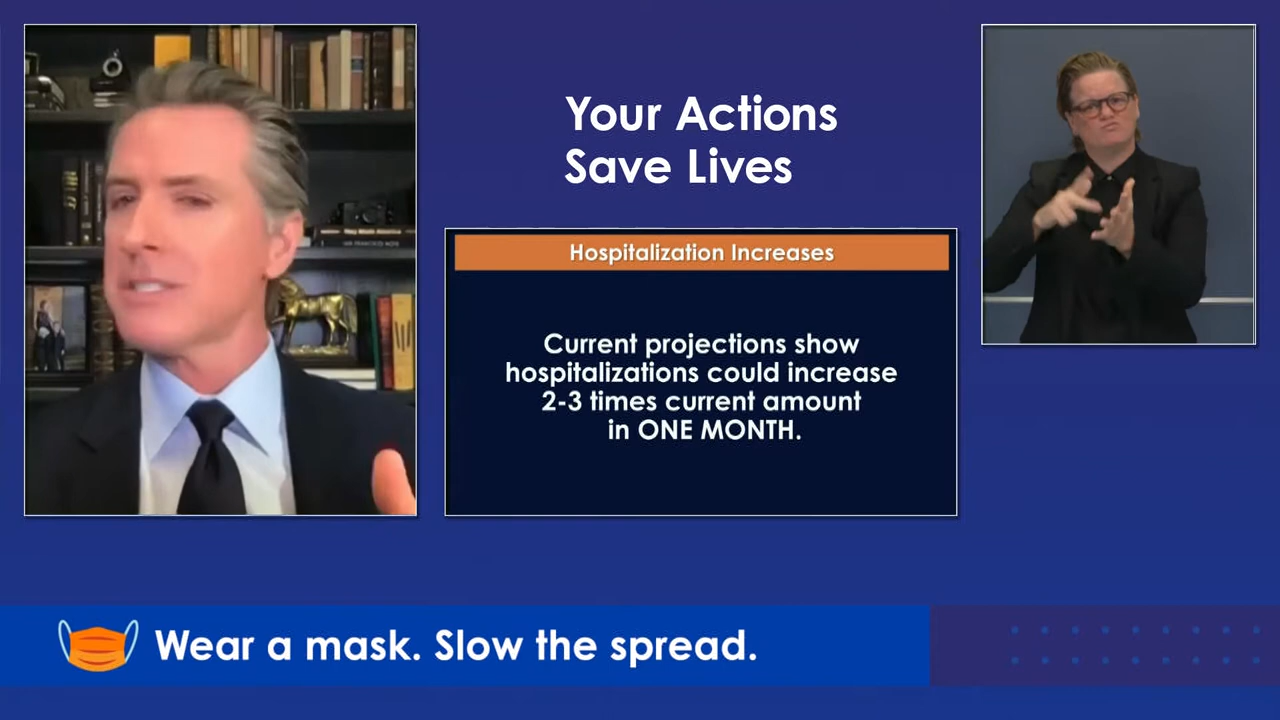 Your Actions
Save Lives
Hospitalization Increases
Current projections show
hospitalizations could increase
2-3 times current amount
in ONE MONTH.
Wear a mask. Slow the spread.